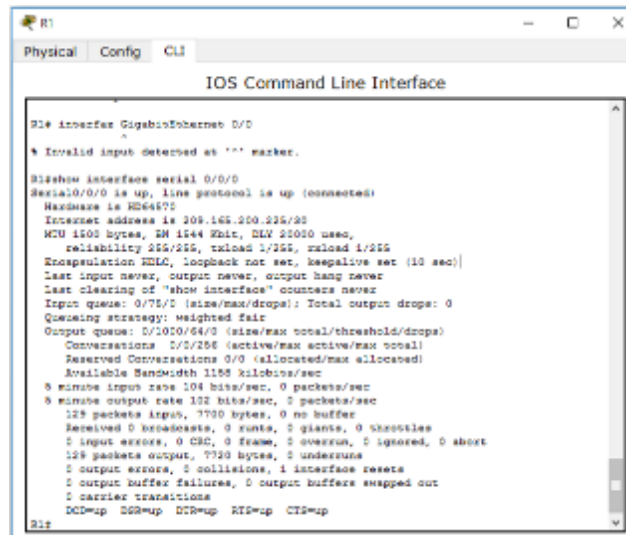 R1
Physical Config CLI
IOS Command Line Interface
R1# interfac GigabitEthernet 0/0
^
% Invalid input detected at '^' marker.
R1#show interface serial 0/0/0
Serial0/0/0 is up, line protocol is up (connected)
Hardware is HD64570
Internet address is 209.165.200.225/30
MTU 1500 bytes, BW 1544 Kbit, DLY 20000 usec,
reliability 255/255, txload 1/255, rxload 1/255
Encapsulation HDLC, loopback not set, keepalive set (10 sec)
Last input never, output never, output hang never
Last clearing of "show interface" counters never
Input queue: 0/75/0 (size/max/drops); Total output drops: 0
Queueing strategy: weighted fair
Output queue: 0/1000/64/0 (size/max total/threshold/drops)
Conversations 0/0/256 (active/max active/max total)
Reserved Conversations 0/0 (allocated/max allocated)
Available Bandwidth 1158 kilobits/sec
5 minute input rate 104 bits/sec, 0 packets/sec
5 minute output rate 102 bits/sec, 0 packets/sec
129 packets input, 7700 bytes, 0 no buffer
Received 0 broadcasts, 0 runts, 0 giants, 0 throttles
0 input errors, 0 CRC, 0 frame, 0 overrun, 0 ignored, 0 abort
129 packets output, 7720 bytes, 0 underruns
0 output errors, 0 collisions, 1 interface resets
0 output buffer failures, 0 output buffers swapped out
0 carrier transitions
DCD=up DSR=up DTR=up RTS=up CTS=up
R1#